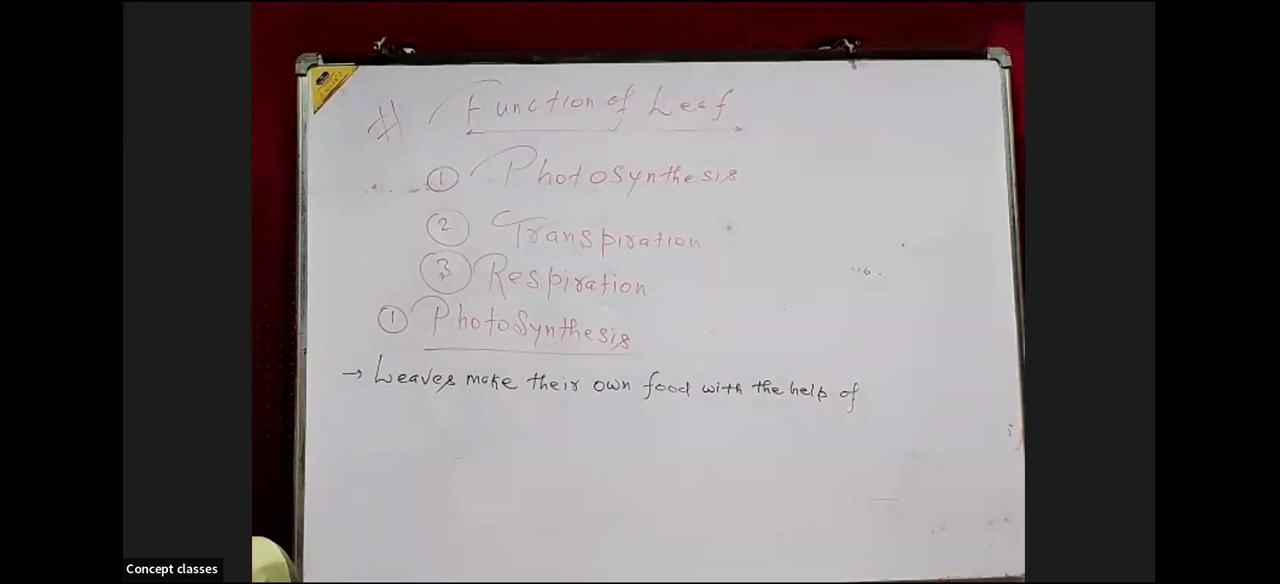 # Function of Leaf
① Photosynthesis
② Transpiration
③ Respiration
① Photosynthesis
→ Leaves make their own food with the help of
Concept classes